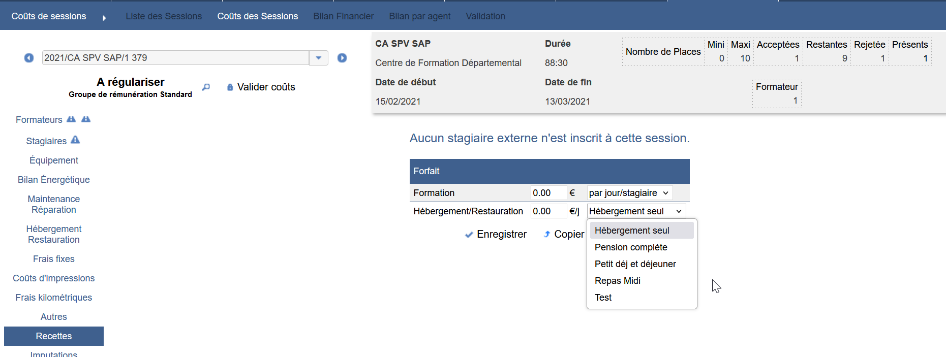 Coûts de sessions
Liste des Sessions
Coûts des Sessions
Bilan Financier
Bilan par agent
Validation
2021/CA SPV SAP/1 379
A régulariser
Groupe de rémunération Standard
Valider coûts
CA SPV SAP
Durée
Centre de Formation Départemental
88:30
Date de début
Date de fin
15/02/2021
13/03/2021
Nombre de Places
Mini Maxi Acceptées Restantes Rejetée Présents
0 10 1 9 1 1
Formateur
1
Formateurs
Stagiaires
Équipement
Bilan Énergétique
Maintenance
Réparation
Hébergement
Restauration
Frais fixes
Coûts d'impressions
Frais kilométriques
Autres
Recettes
Imputations
Aucun stagiaire externe n'est inscrit à cette session.
Forfait
Formation 0.00 € par jour/stagiaire
Hébergement/Restauration 0.00 €/j Hébergement seul
Enregistrer Copier
Hébergement seul
Pension complète
Petit déj et déjeuner
Repas Midi
Test